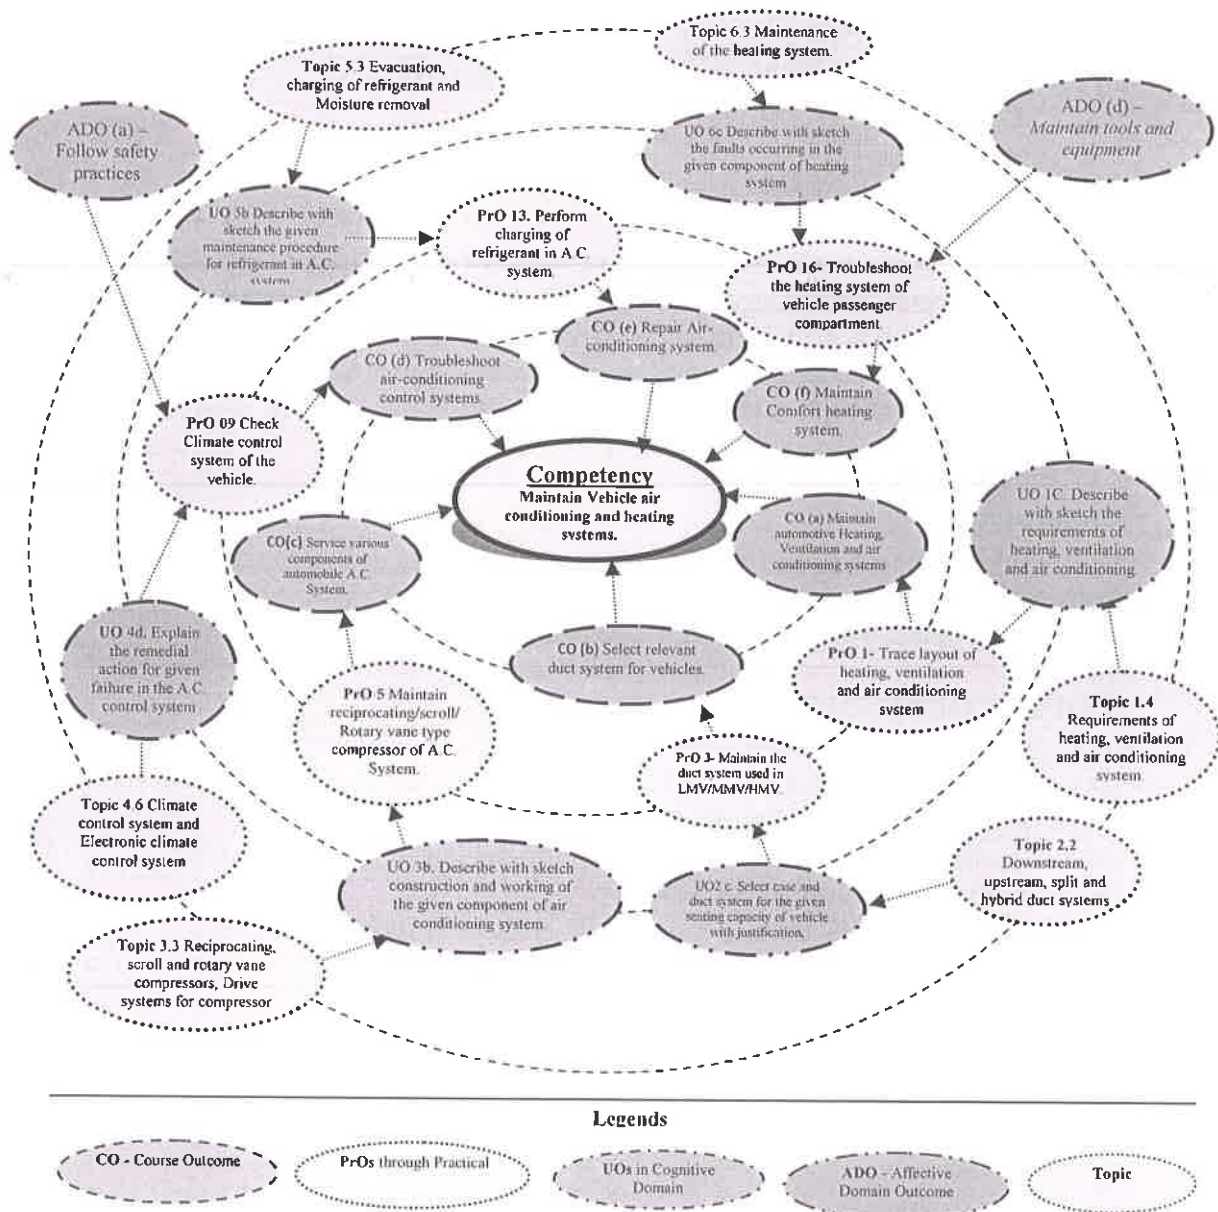 Topic 6.3 Maintenance
of the heating system.
Topic 5.3 Evacuation,
charging of refrigerant and
Moisture removal
ADO (a) –
Follow safety
practices
ADO (d) –
Maintain tools and
equipment
UO 6c Describe with sketch
the faults occurring in the
given component of heating
system
UO 5b Describe with
sketch the given
maintenance procedure
for refrigerant in A.C.
system
PrO 13. Perform
charging of
refrigerant in A.C.
system
PrO 16- Troubleshoot
the heating system of
vehicle passenger
compartment.
CO (e) Repair Air-
conditioning system
CO (d) Troubleshoot
air-conditioning
control systems.
CO (f) Maintain
Comfort heating
system.
PrO 09 Check
Climate control
system of the
vehicle.
Competency
Maintain Vehicle air
conditioning and heating
systems.
UO 1C. Describe
with sketch the
requirements of
heating, ventilation
and air conditioning
CO (a) Maintain
automotive Heating,
Ventilation and air
conditioning systems
CO(c) Service various
components of
automobile A.C.
System.
UO 4d. Explain
the remedial
action for given
failure in the A.C.
control system
CO (b) Select relevant
duct system for vehicles.
PrO 1- Trace layout of
heating, ventilation
and air conditioning
system
PrO 5 Maintain
reciprocating/scroll/
Rotary vane type
compressor of A.C.
System.
Topic 1.4
Requirements of
heating, ventilation
and air conditioning
system.
PrO 3- Maintain the
duct system used in
LMV/MMV/HMV.
Topic 4.6 Climate
control system and
Electronic climate
control system
Topic 2.2
Downstream,
upstream, split and
hybrid duct systems
UO 3b. Describe with sketch
construction and working of
the given component of air
conditioning system.
UO2 c. Select case and
duct system for the given
seating capacity of vehicle
with justification.
Topic 3.3 Reciprocating,
scroll and rotary vane
compressors, Drive
systems for compressor
Legends
CO - Course Outcome
PrOs through Practical
UOs in Cognitive
Domain
ADO - Affective
Domain Outcome
Topic